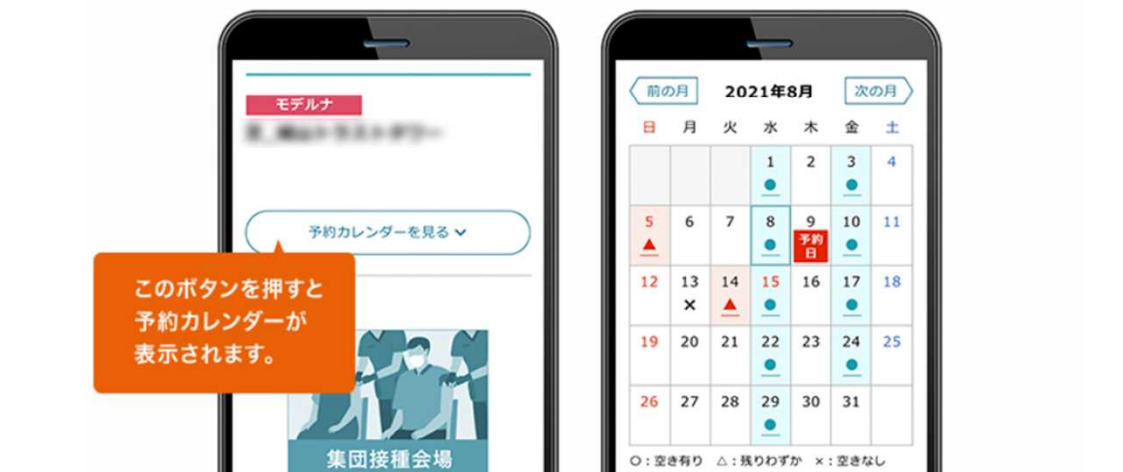 モデルナ
予約カレンダーを見る
このボタンを押すと
予約カレンダーが
表示されます。
集団接種会場
前の月 2021年8月 次の月
日 月 火 水 木 金 土
1 2 3 4
5 6 7 8 9 10 11
▲ ● 予約日 ●
12 13 14 15 16 17 18
× ▲ ● ●
19 20 21 22 23 24 25
26 27 28 29 30 31
○：空き有り △：残りわずか ×：空きなし